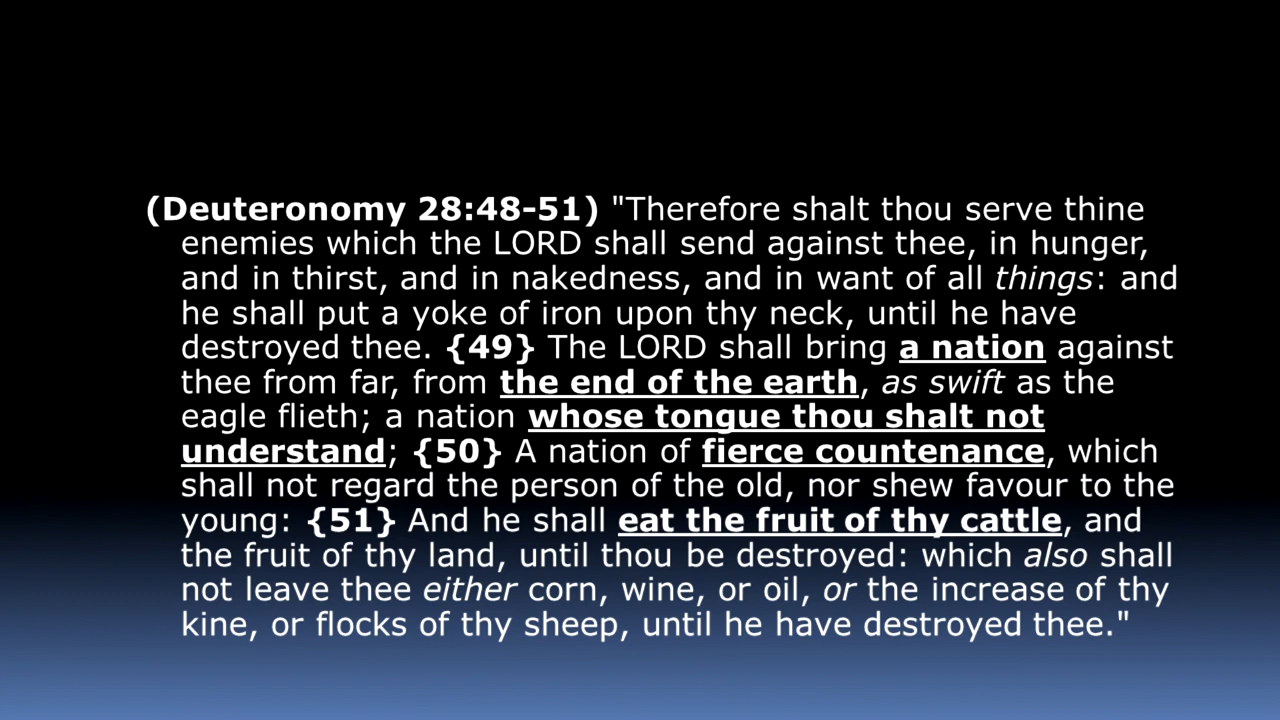 (Deuteronomy 28:48-51) "Therefore shalt thou serve thine
enemies which the LORD shall send against thee, in hunger,
and in thirst, and in nakedness, and in want of all things: and
he shall put a yoke of iron upon thy neck, until he have
destroyed thee. {49} The LORD shall bring a nation against
thee from far, from the end of the earth, as swift as the
eagle flieth; a nation whose tongue thou shalt not
understand; {50} A nation of fierce countenance, which
shall not regard the person of the old, nor shew favour to the
young: {51} And he shall eat the fruit of thy cattle, and
the fruit of thy land, until thou be destroyed: which also shall
not leave thee either corn, wine, or oil, or the increase of thy
kine, or flocks of thy sheep, until he have destroyed thee."